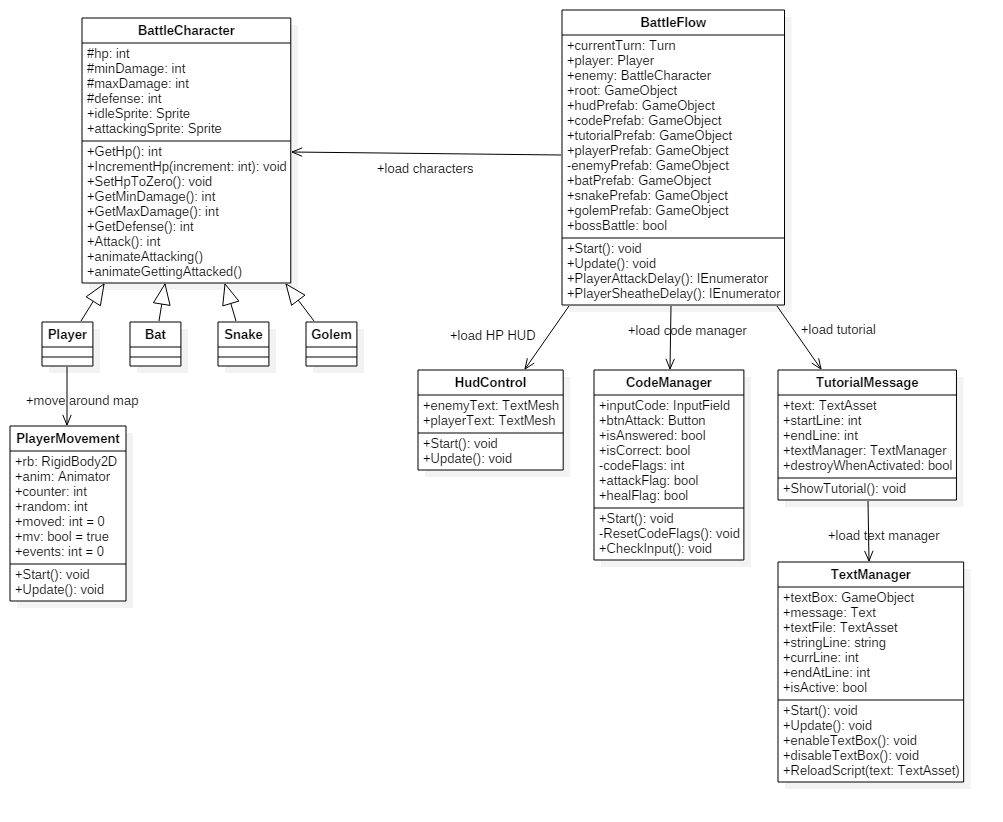 BattleCharacter
#hp: int
#minDamage: int
#maxDamage: int
#defense: int
+idleSprite: Sprite
+attackingSprite: Sprite
+GetHp(): int
+IncrementHp(increment: int): void
+SetHpToZero(): void
+GetMinDamage(): int
+GetMaxDamage(): int
+GetDefense(): int
+Attack(): int
+animateAttacking()
+animateGettingAttacked()
+load characters
BattleFlow
+currentTurn: Turn
+player: Player
+enemy: BattleCharacter
+root: GameObject
+hudPrefab: GameObject
+codePrefab: GameObject
+tutorialPrefab: GameObject
+playerPrefab: GameObject
-enemyPrefab: GameObject
+batPrefab: GameObject
+snakePrefab: GameObject
+golemPrefab: GameObject
+bossBattle: bool
+Start(): void
+Update(): void
+PlayerAttackDelay(): IEnumerator
+PlayerSheatheDelay(): IEnumerator
Player
Bat
Snake
Golem
+move around map
PlayerMovement
+rb: RigidBody2D
+anim: Animator
+counter: int
+random: int
+moved: int = 0
+mv: bool = true
+events: int = 0
+Start(): void
+Update(): void
+load HP HUD
+load code manager
+load tutorial
HudControl
+enemyText: TextMesh
+playerText: TextMesh
+Start(): void
+Update(): void
CodeManager
+inputCode: InputField
+btnAttack: Button
+isAnswered: bool
+isCorrect: bool
-codeFlags: int
+attackFlag: bool
+healFlag: bool
+Start(): void
-ResetCodeFlags(): void
+CheckInput(): void
TutorialMessage
+text: TextAsset
+startLine: int
+endLine: int
+textManager: TextManager
+destroyWhenActivated: bool
+ShowTutorial(): void
+load text manager
TextManager
+textBox: GameObject
+message: Text
+textFile: TextAsset
+stringLine: string
+currLine: int
+endAtLine: int
+isActive: bool
+Start(): void
+Update(): void
+enableTextBox(): void
+disableTextBox(): void
+ReloadScript(text: TextAsset)